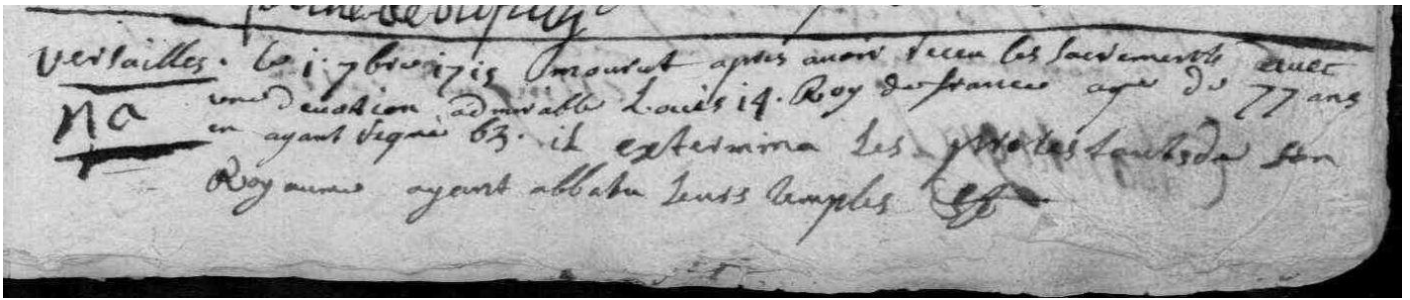 versailles. le 1. 7bre 1715 mourut apres avoir receu les sacrements avec
une devotion admirable Louis 14. Roy de france agé de 77 ans
Na en ayant regné 63. il extermina les protestants de son
Royaume ayant abbatu leurs temples